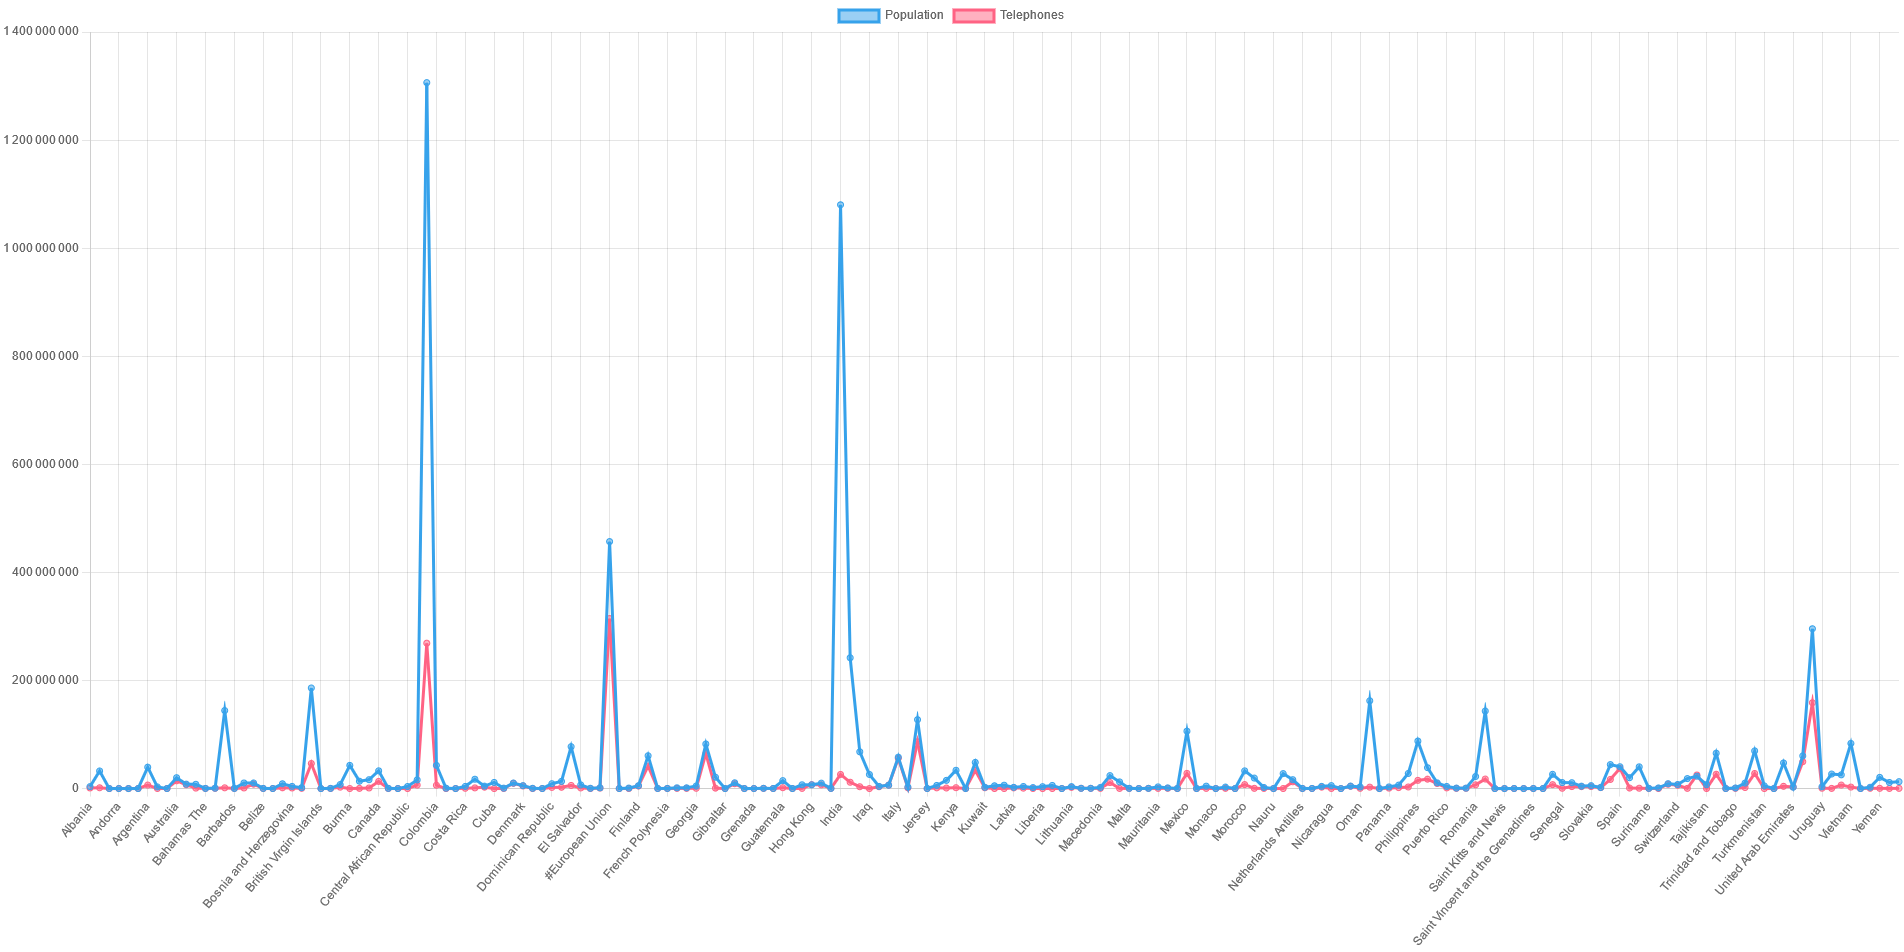 Population Telephones
1 400 000 000
1 200 000 000
1 000 000 000
800 000 000
600 000 000
400 000 000
200 000 000
0
Albania
Andorra
Argentina
Australia
Bahamas The
Barbados
Belize
Bosnia and Herzegovina
British Virgin Islands
Burma
Canada
Central African Republic
Colombia
Costa Rica
Cuba
Denmark
Dominican Republic
El Salvador
#European Union
Finland
French Polynesia
Georgia
Gibraltar
Grenada
Guatemala
Hong Kong
India
Iraq
Italy
Jersey
Kenya
Kuwait
Latvia
Liberia
Lithuania
Macedonia
Malta
Mauritania
Mexico
Monaco
Morocco
Nauru
Netherlands Antilles
Nicaragua
Oman
Panama
Philippines
Puerto Rico
Romania
Saint Kitts and Nevis
Saint Vincent and the Grenadines
Senegal
Slovakia
Spain
Suriname
Switzerland
Tajikistan
Trinidad and Tobago
Turkmenistan
United Arab Emirates
Uruguay
Vietnam
Yemen